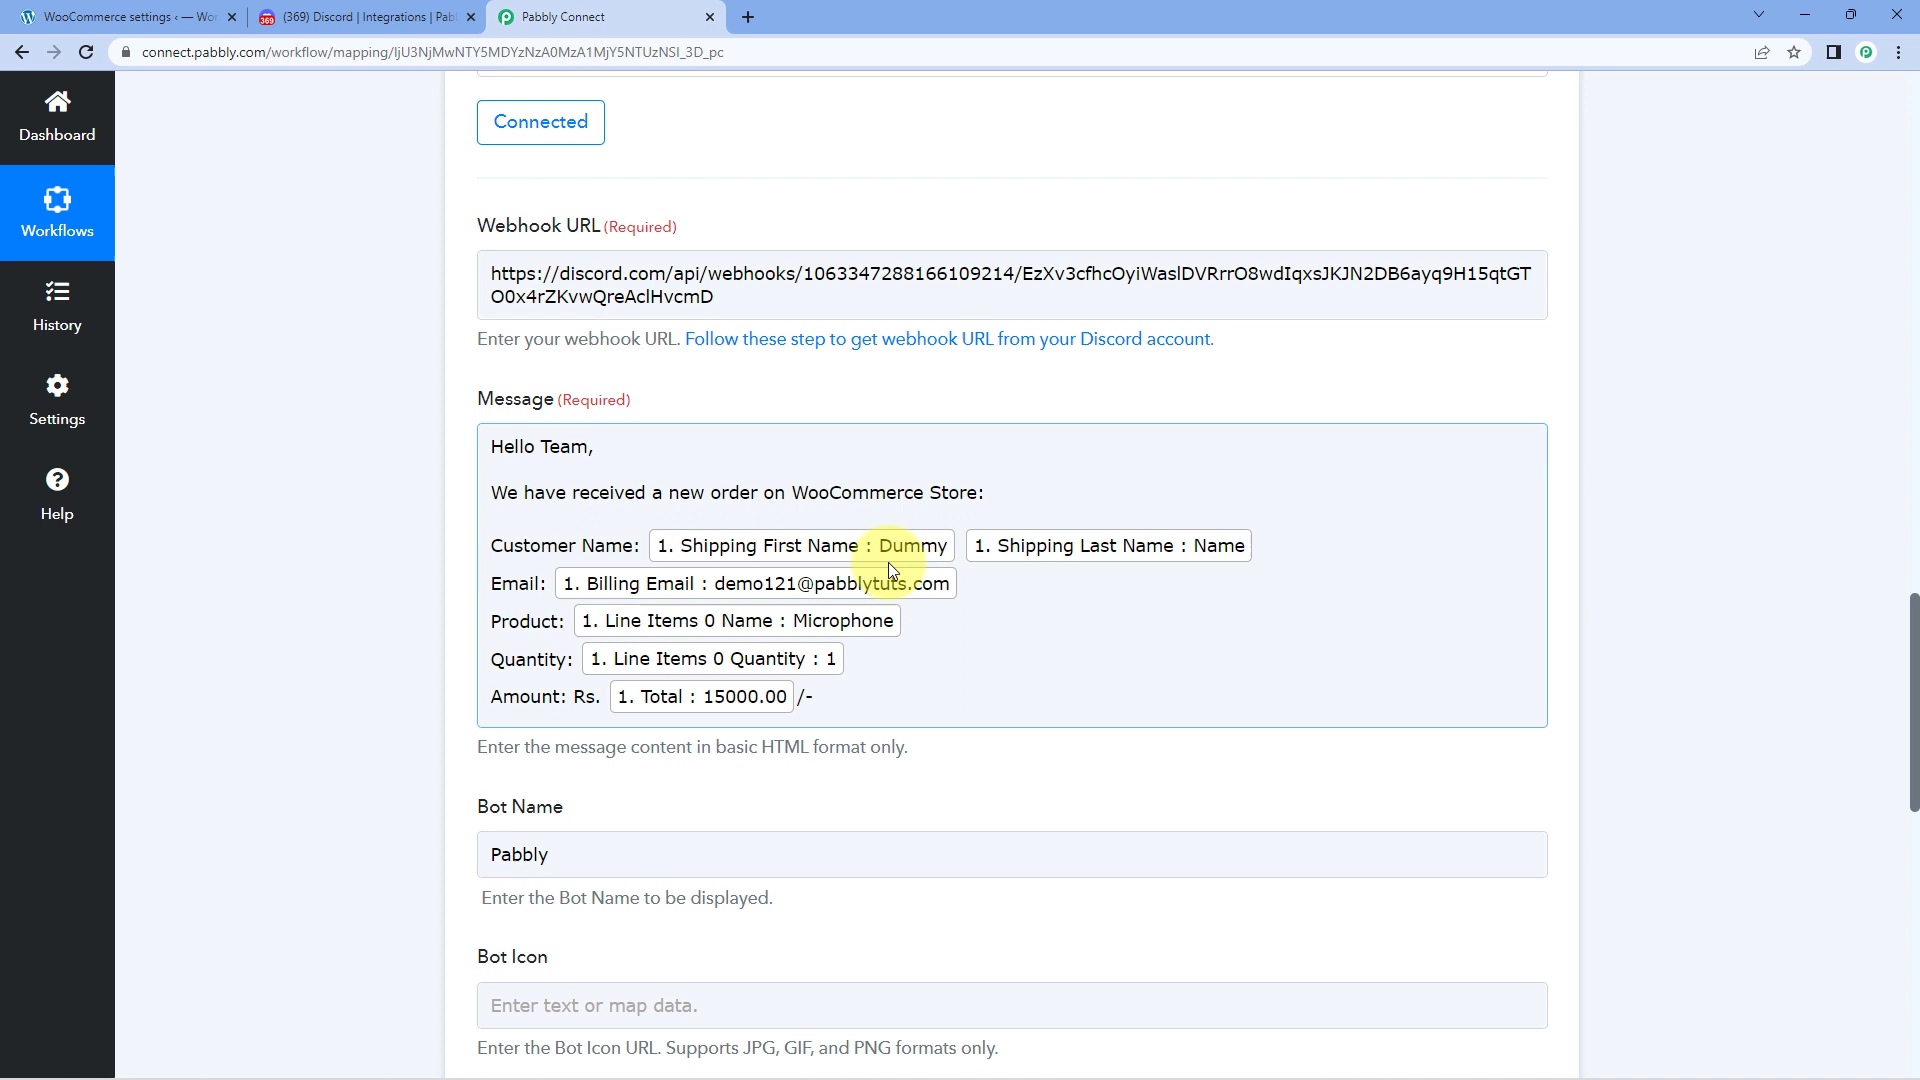 WooCommerce settings ‹ — Wor
(369) Discord | Integrations | Pabl
Pabbly Connect
connect.pabbly.com/workflow/mapping/IjU3NjMwNTY5MDYzNzA0MzA1MjY5NTUzNSI_3D_pc
369
Dashboard
Workflows
History
Settings
Help
Connected
Webhook URL (Required)
https://discord.com/api/webhooks/1063347288166109214/EzXv3cfhcOyiWaslDVRrrO8wdIqxsJKJN2DB6ayq9H15qtGT
O0x4rZKvwQreAclHvcmD
Enter your webhook URL. Follow these step to get webhook URL from your Discord account.
Message (Required)
Hello Team,
We have received a new order on WooCommerce Store:
Customer Name: 1. Shipping First Name : Dummy 1. Shipping Last Name : Name
Email: 1. Billing Email : demo121@pabblytuts.com
Product: 1. Line Items 0 Name : Microphone
Quantity: 1. Line Items 0 Quantity : 1
Amount: Rs. 1. Total : 15000.00 /-
Enter the message content in basic HTML format only.
Bot Name
Pabbly
Enter the Bot Name to be displayed.
Bot Icon
Enter text or map data.
Enter the Bot Icon URL. Supports JPG, GIF, and PNG formats only.